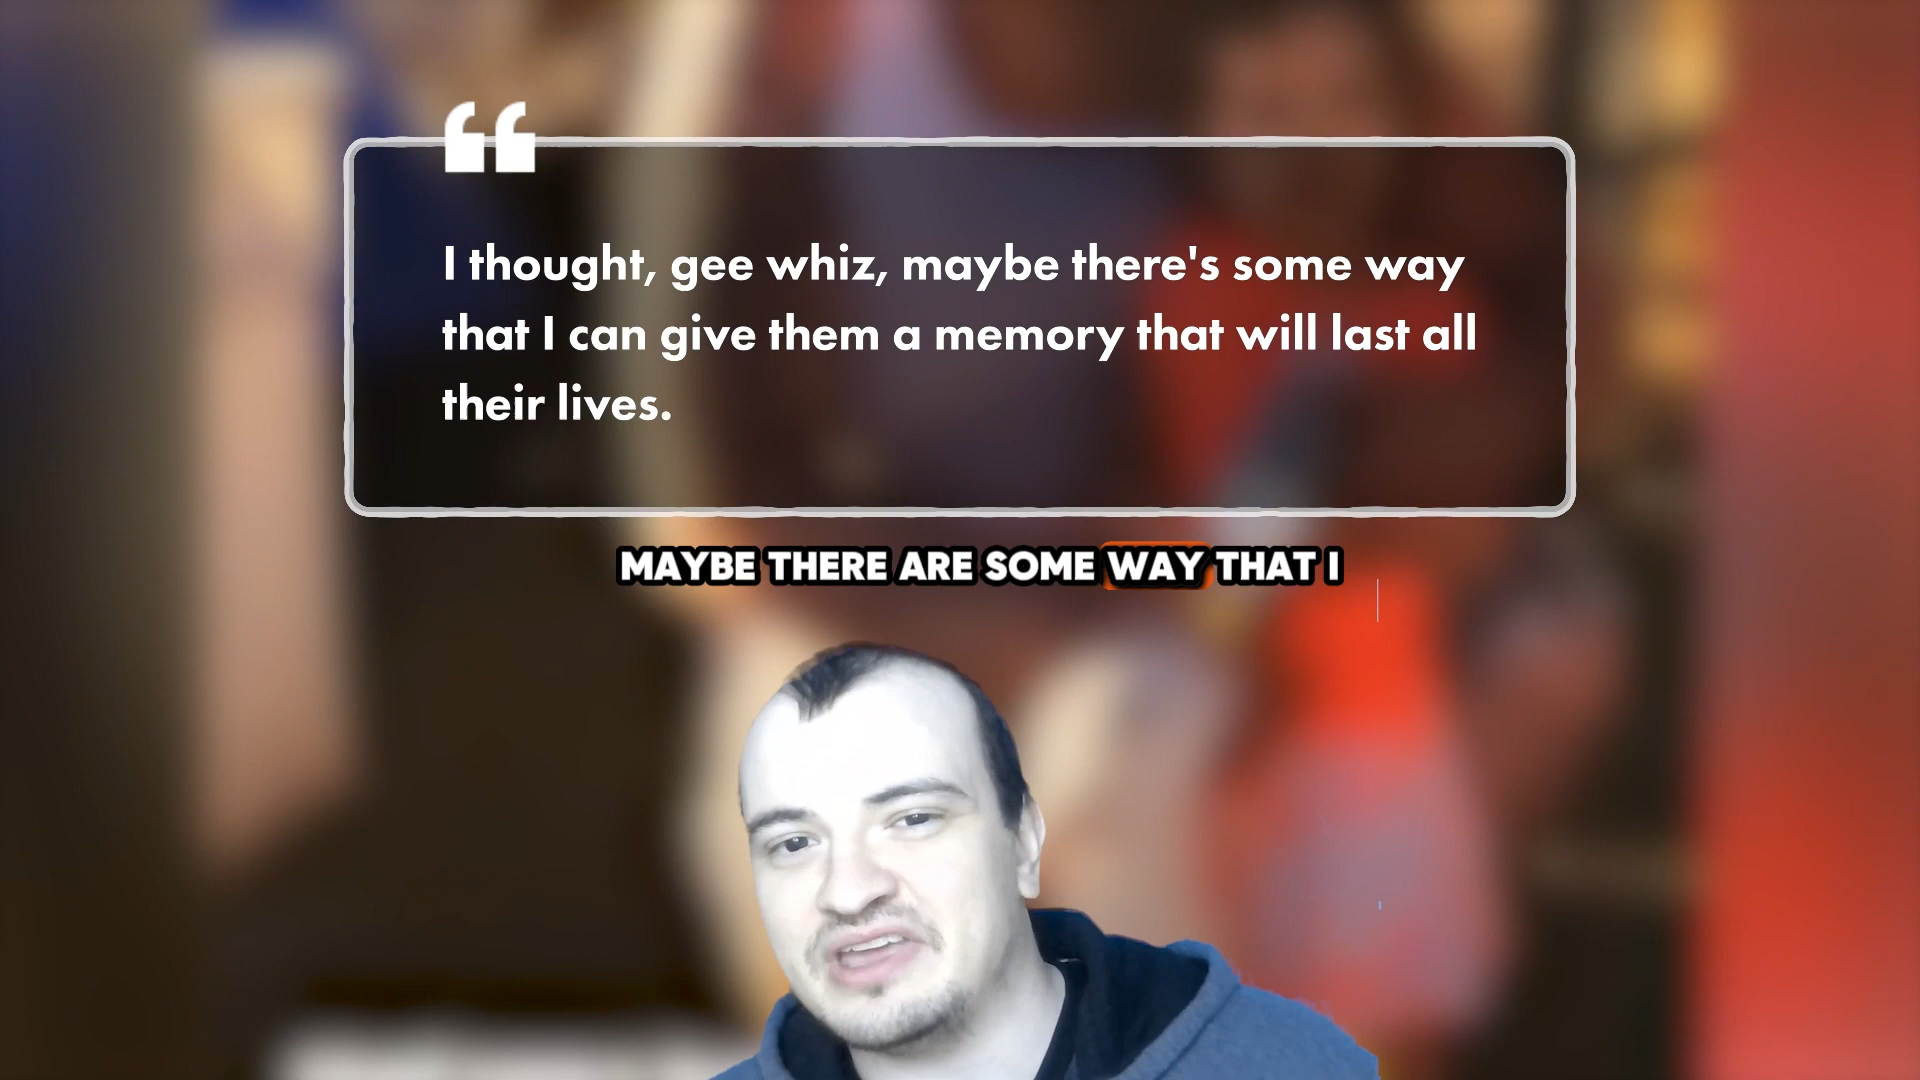 I thought, gee whiz, maybe there's some way
that I can give them a memory that will last all
their lives.
MAYBE THERE ARE SOME WAY THAT I